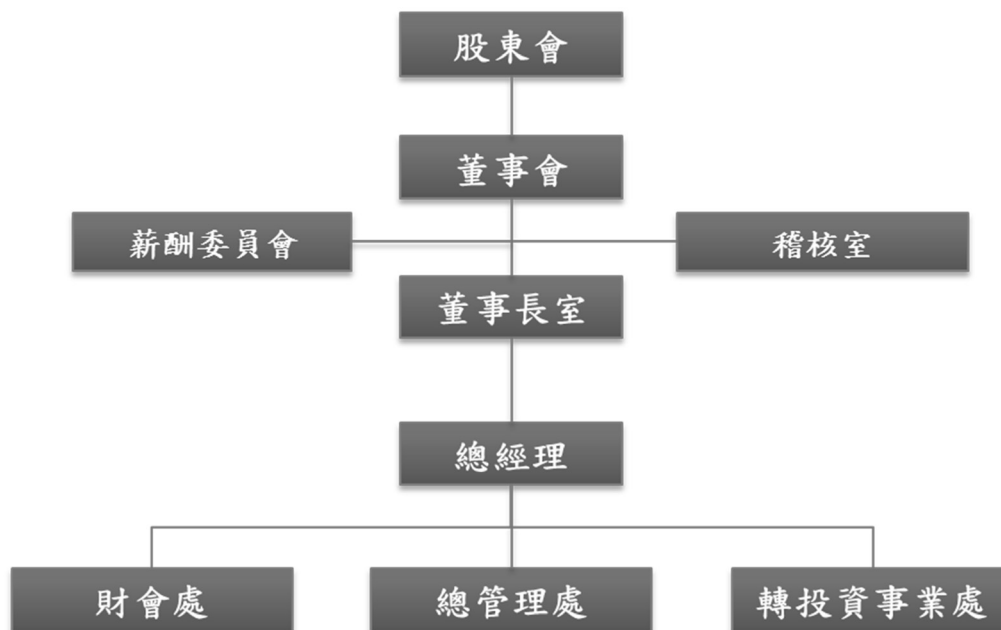 股東會
董事會
薪酬委員會
稽核室
董事長室
總經理
財會處
總管理處
轉投資事業處